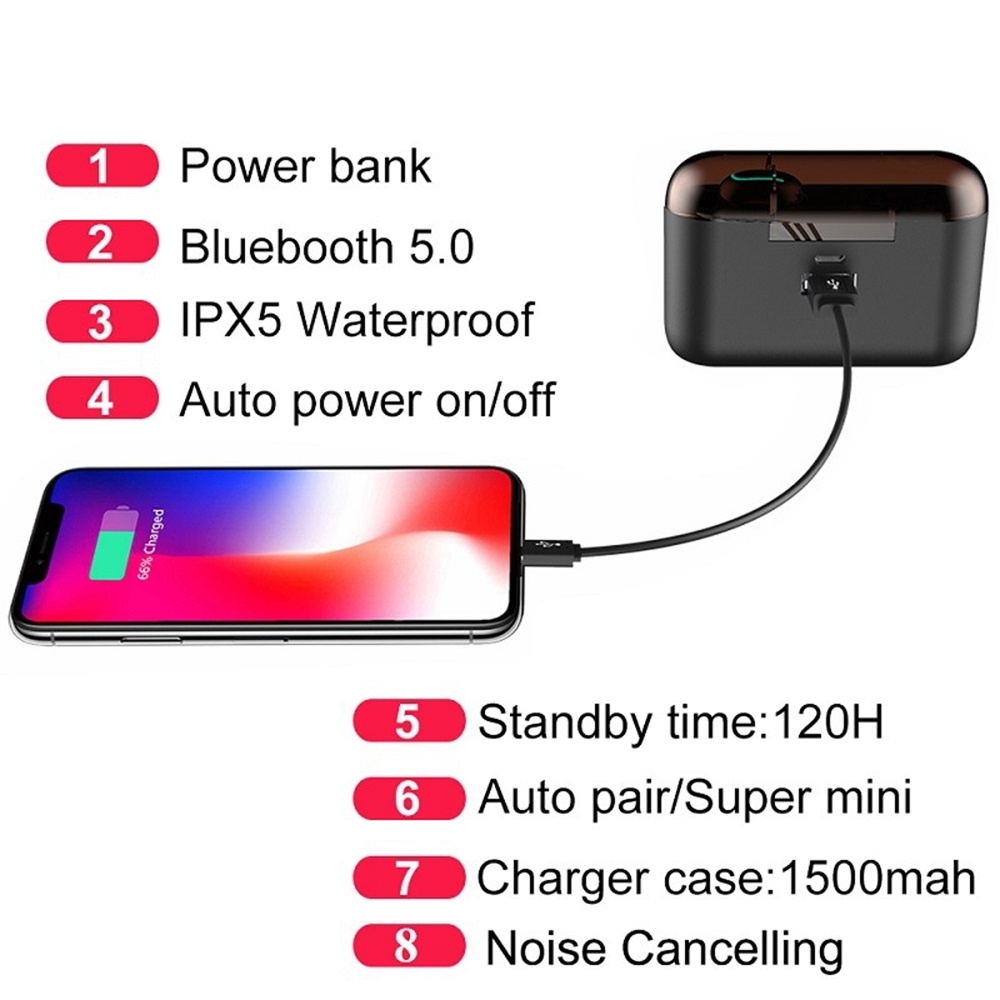 1 Power bank
2 Bluebooth 5.0
3 IPX5 Waterproof
4 Auto power on/off
66% Charged
5 Standby time:120H
6 Auto pair/Super mini
7 Charger case:1500mah
8 Noise Cancelling